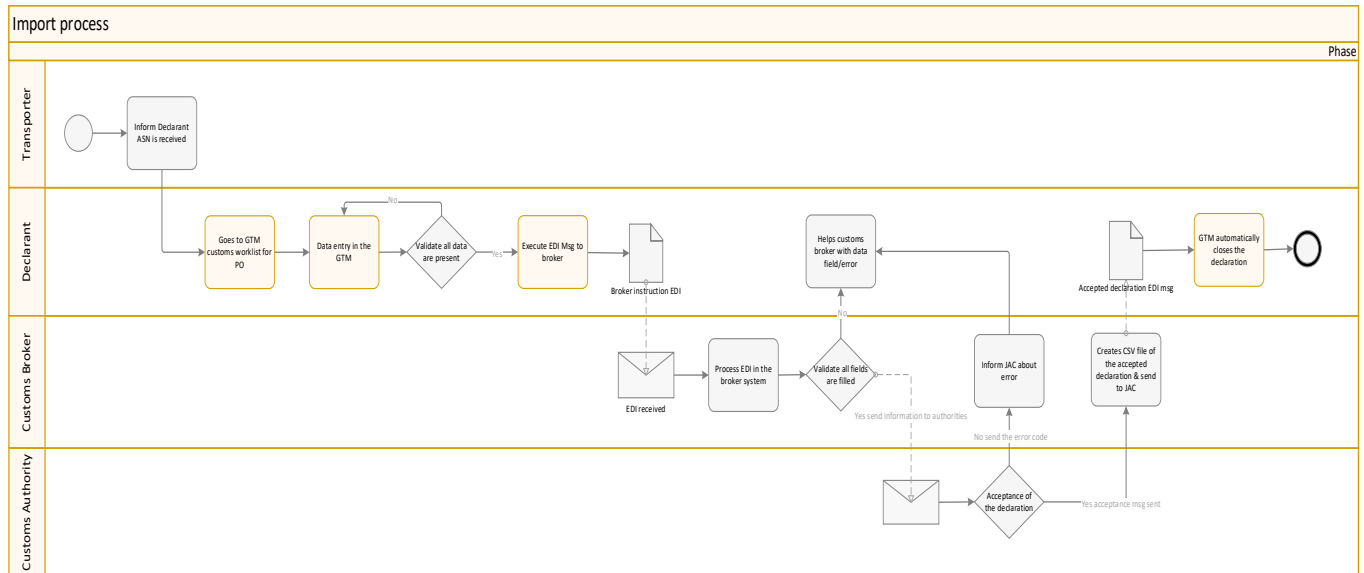 Import process
Phase
Transporter
Inform Declarant
ASN is received
Declarant
Goes to GTM
customs worklist for
PO
Data entry in the
GTM
No
Validate all data
are present
Yes
Execute EDI Msg to
broker
Broker instruction EDI
Helps customs
broker with data
field/error
Accepted declaration EDI msg
GTM automatically
closes the
declaration
Customs Broker
EDI received
Process EDI in the
broker system
No
Validate all fields
are filled
Yes send information to authorities
Inform JAC about
error
No send the error code
Creates CSV file of
the accepted
declaration & send
to JAC
Customs Authority
Acceptance of
the declaration
Yes acceptance msg sent